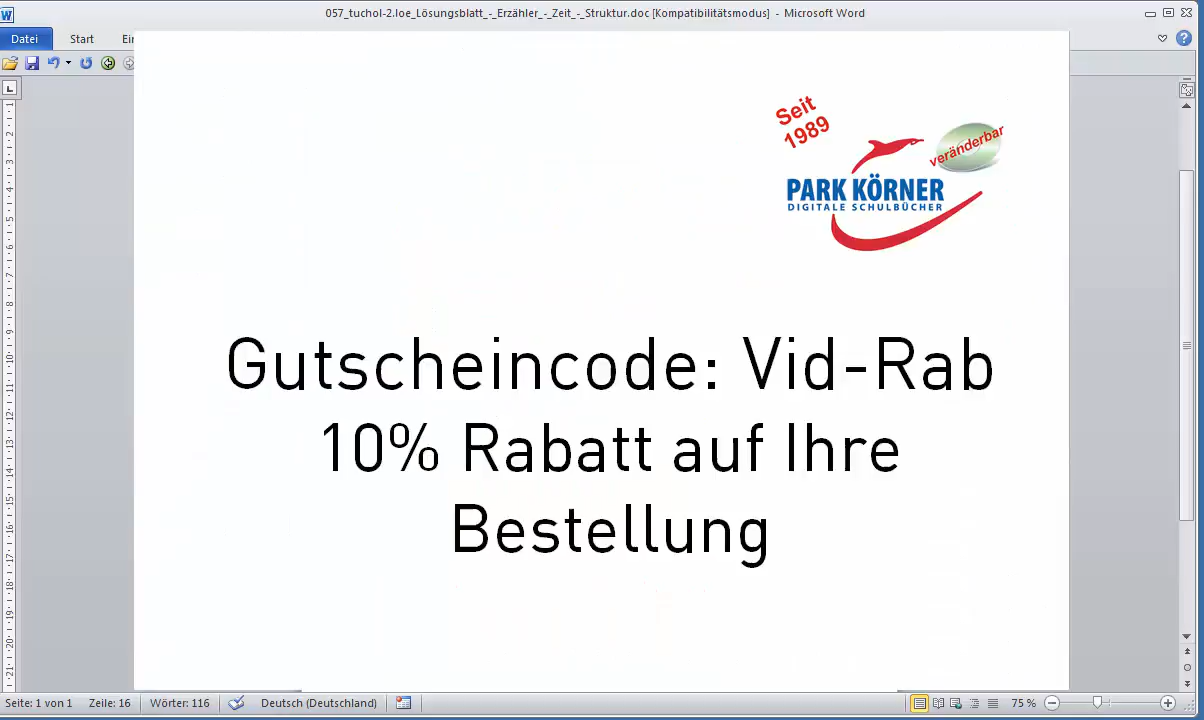 057_tuchol-2.loe_Lösungsblatt_-_Erzähler_-_Zeit_-_Struktur.doc [Kompatibilitätsmodus] - Microsoft Word
Datei Start Ei
Seit
1989
veränderbar
PARK KÖRNER
DIGITALE SCHULBÜCHER
Gutscheincode: Vid-Rab
10% Rabatt auf Ihre
Bestellung
Seite: 1 von 1 Zeile: 16 Wörter: 116 Deutsch (Deutschland) 75 %